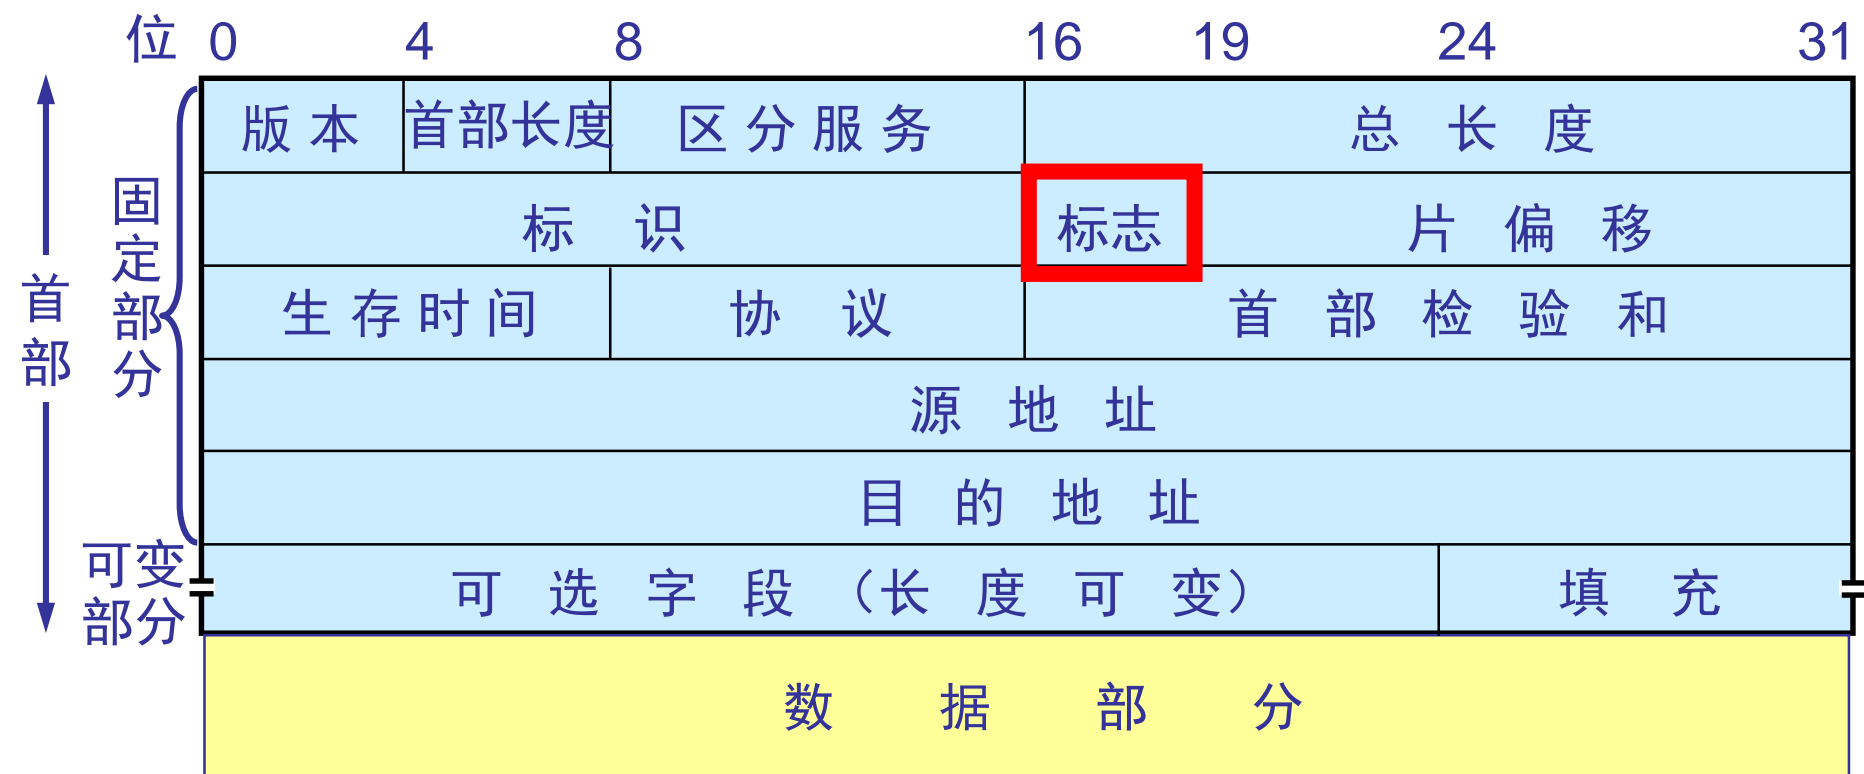 位 0 4 8 16 19 24 31
版本 首部长度 区分服务 总长度
标识 标志 片偏移
生存时间 协议 首部检验和
源地址
目的地址
可选字段（长度可变） 填充
数据部分
首部
固定部分
可变
部分